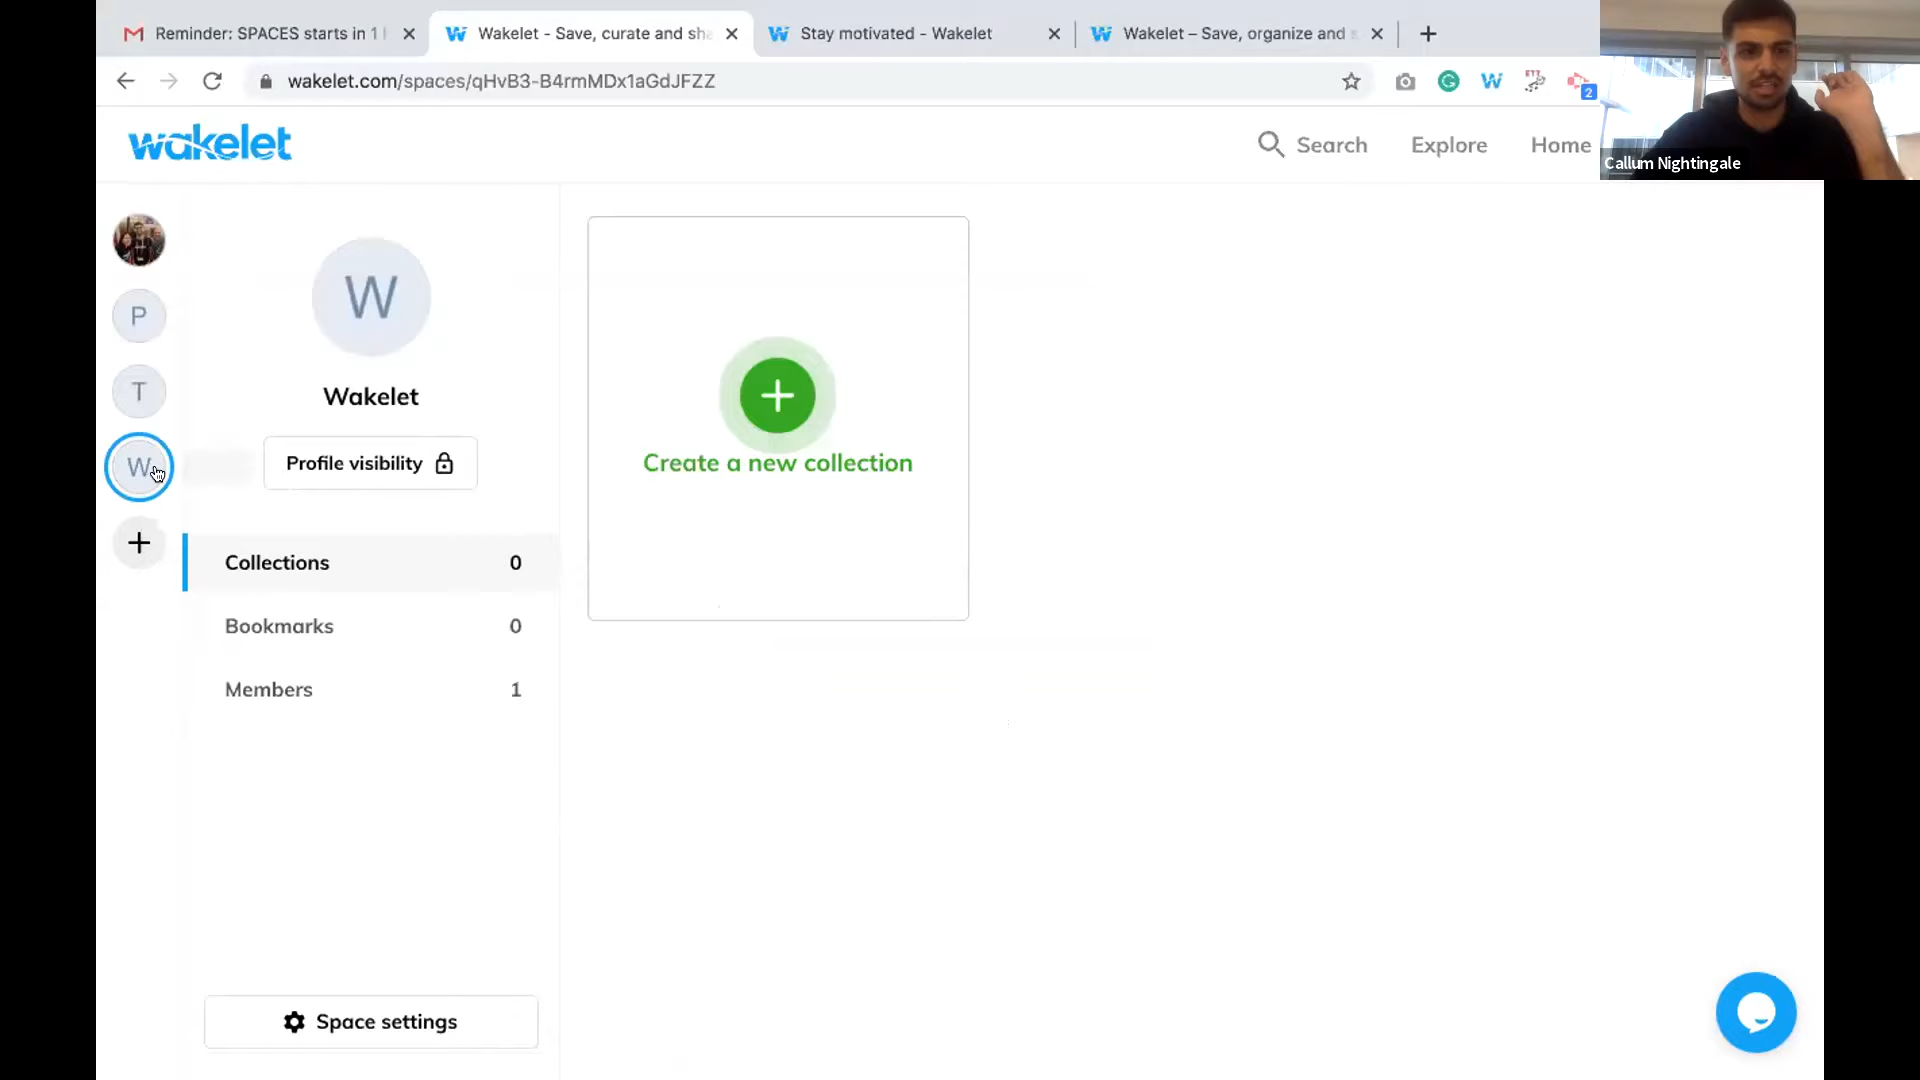 Reminder: SPACES starts in 1
Wakelet - Save, curate and sha
Stay motivated - Wakelet
Wakelet – Save, organize and s
wakelet.com/spaces/qHvB3-B4rmMDx1aGdJFZZ
2
wakelet
Search
Explore
Home
Callum Nightingale
P
T
W
W
Wakelet
Profile visibility
Create a new collection
Collections 0
Bookmarks 0
Members 1
Space settings